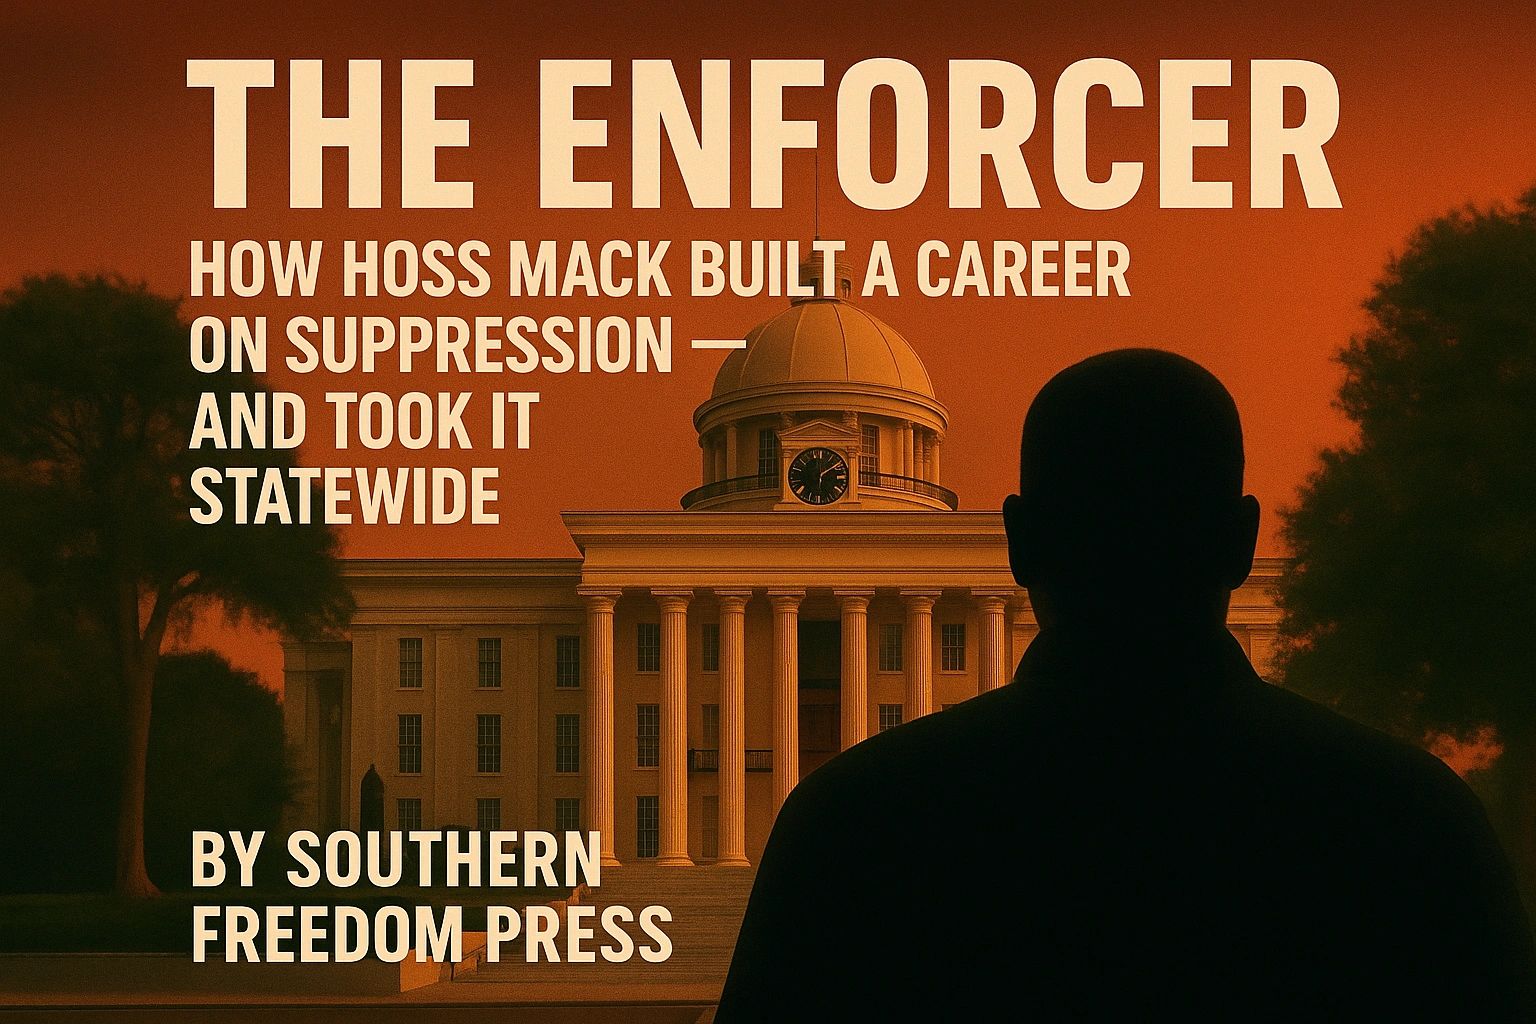 THE ENFORCER
HOW HOSS MACK BUILT A CAREER
ON SUPPRESSION —
AND TOOK IT
STATEWIDE
BY SOUTHERN
FREEDOM PRESS